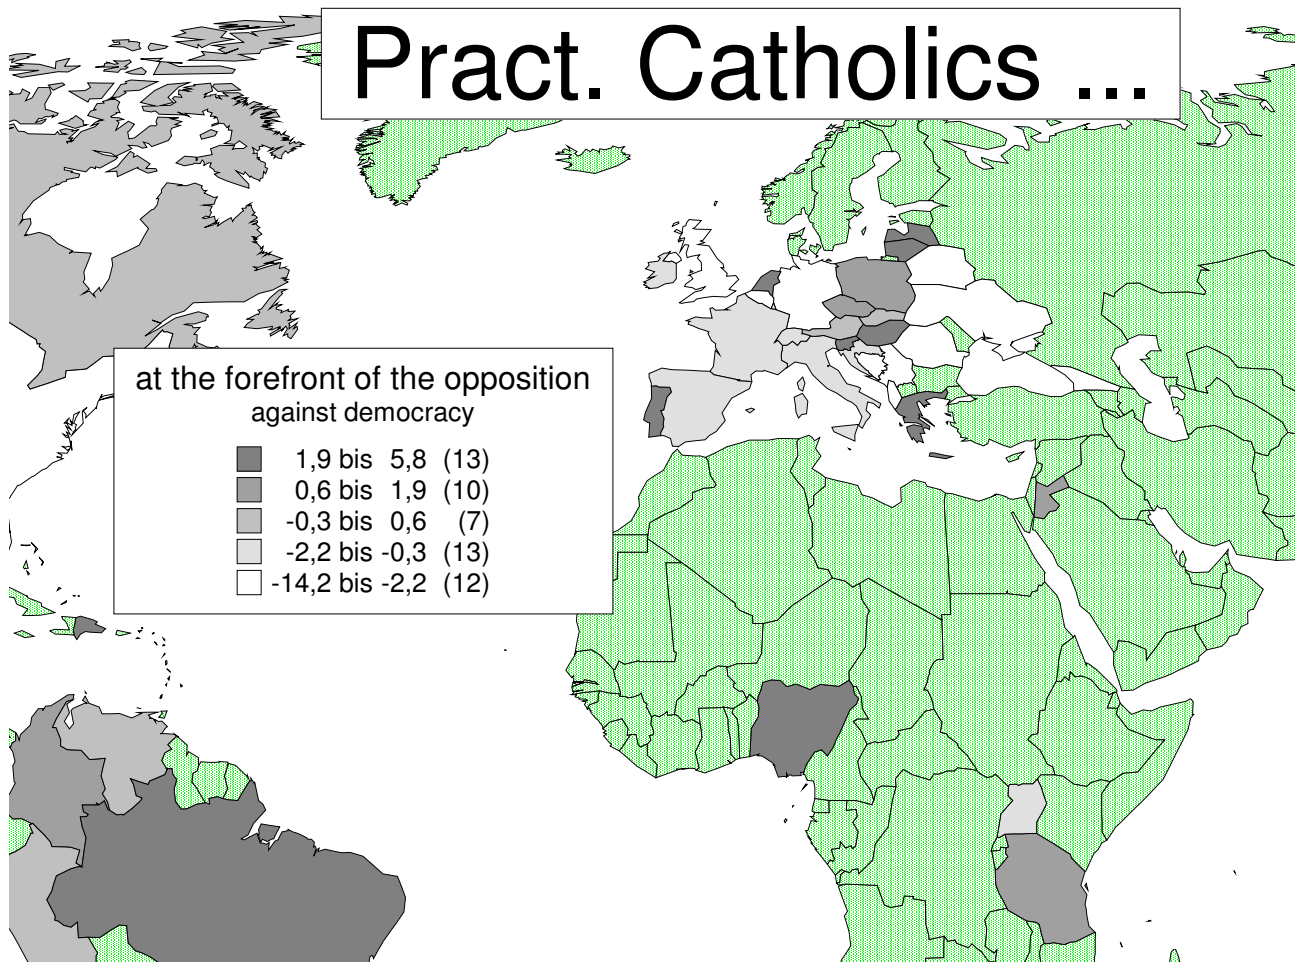 Pract. Catholics ...
at the forefront of the opposition
against democracy
1,9 bis 5,8 (13)
0,6 bis 1,9 (10)
-0,3 bis 0,6 (7)
-2,2 bis -0,3 (13)
-14,2 bis -2,2 (12)